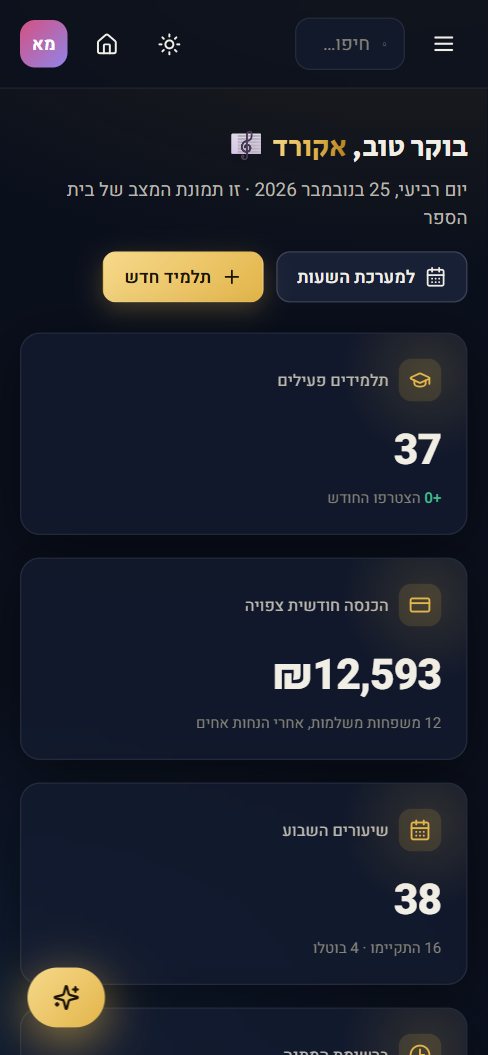 חיפו...
מא
בוקר טוב, אקורד 🎼
יום רביעי, 25 בנובמבר 2026 · זו תמונת המצב של בית
הספר
למערכת השעות
תלמיד חדש
תלמידים פעילים
37
+0 הצטרפו החודש
הכנסה חודשית צפויה
₪12,593
12 משפחות משלמות, אחרי הנחות אחים
שיעורים השבוע
38
16 התקיימו · 4 בוטלו